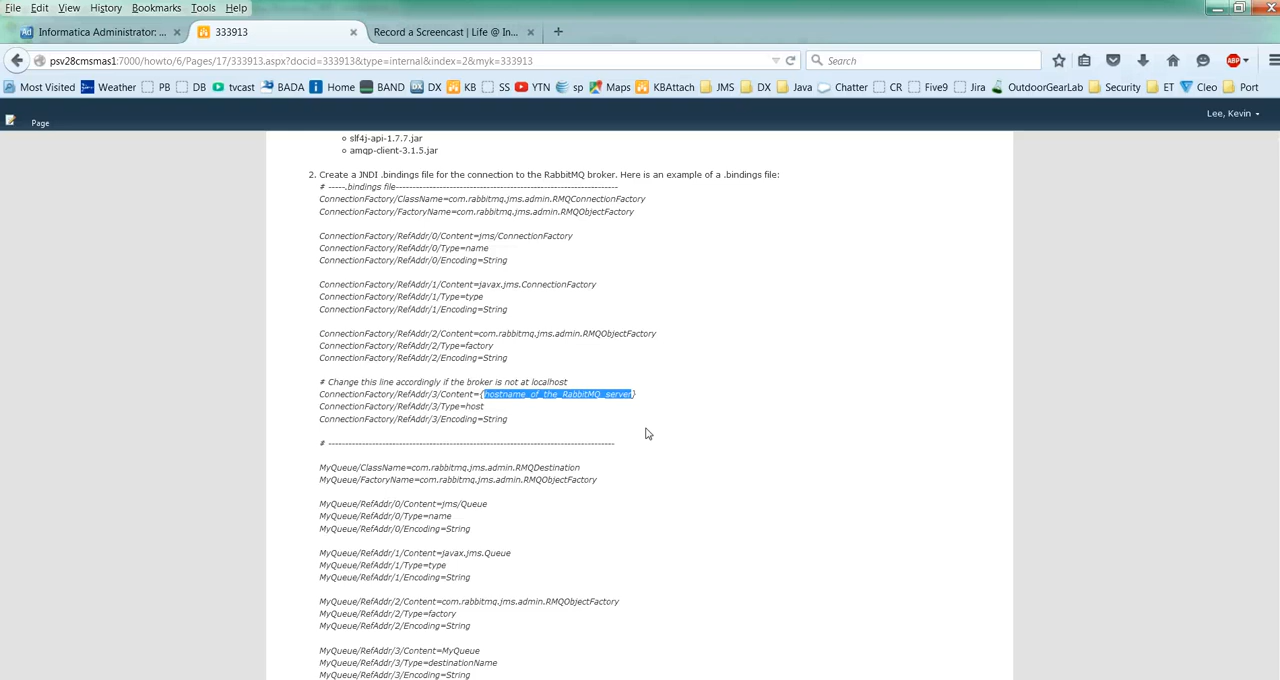 File Edit View History Bookmarks Tools Help
Informatica Administrator: ... × 333913 × Record a Screencast | Life @ In... × +
psv28cmsmas1:7000/howto/6/Pages/17/333913.aspx?docid=333913&type=internal&index=2&myk=333913 Search ABP
Most Visited Weather PB DB tvcast BADA Home BAND DX KB SS YTN sp Maps KBAttach JMS DX Java Chatter CR Five9 Jira OutdoorGearLab Security ET Cleo Port
Page Lee, Kevin
slf4j-api-1.7.7.jar
amqp-client-3.1.5.jar
2. Create a JNDI .bindings file for the connection to the RabbitMQ broker. Here is an example of a .bindings file:
# -----.bindings file------------------------------------------------------------------
ConnectionFactory/ClassName=com.rabbitmq.jms.admin.RMQConnectionFactory
ConnectionFactory/FactoryName=com.rabbitmq.jms.admin.RMQObjectFactory
ConnectionFactory/RefAddr/0/Content=jms/ConnectionFactory
ConnectionFactory/RefAddr/0/Type=name
ConnectionFactory/RefAddr/0/Encoding=String
ConnectionFactory/RefAddr/1/Content=javax.jms.ConnectionFactory
ConnectionFactory/RefAddr/1/Type=type
ConnectionFactory/RefAddr/1/Encoding=String
ConnectionFactory/RefAddr/2/Content=com.rabbitmq.jms.admin.RMQObjectFactory
ConnectionFactory/RefAddr/2/Type=factory
ConnectionFactory/RefAddr/2/Encoding=String
# Change this line accordingly if the broker is not at localhost
ConnectionFactory/RefAddr/3/Content={hostname_of_the_RabbitMQ_server}
ConnectionFactory/RefAddr/3/Type=host
ConnectionFactory/RefAddr/3/Encoding=String
# -------------------------------------------------------------------------------------
MyQueue/ClassName=com.rabbitmq.jms.admin.RMQDestination
MyQueue/FactoryName=com.rabbitmq.jms.admin.RMQObjectFactory
MyQueue/RefAddr/0/Content=jms/Queue
MyQueue/RefAddr/0/Type=name
MyQueue/RefAddr/0/Encoding=String
MyQueue/RefAddr/1/Content=javax.jms.Queue
MyQueue/RefAddr/1/Type=type
MyQueue/RefAddr/1/Encoding=String
MyQueue/RefAddr/2/Content=com.rabbitmq.jms.admin.RMQObjectFactory
MyQueue/RefAddr/2/Type=factory
MyQueue/RefAddr/2/Encoding=String
MyQueue/RefAddr/3/Content=MyQueue
MyQueue/RefAddr/3/Type=destinationName
MyQueue/RefAddr/3/Encoding=String